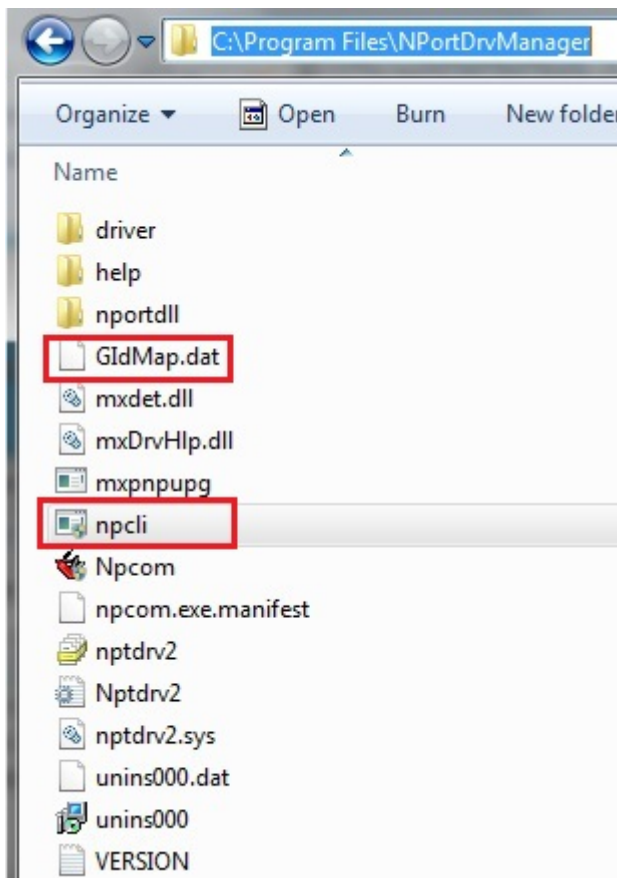 C:\Program Files\NPortDrvManager
Organize Open Burn New folde
Name
driver
help
nportdll
GIdMap.dat
mxdet.dll
mxDrvHlp.dll
mxpnpupg
npcli
Npcom
npcom.exe.manifest
nptdrv2
Nptdrv2
nptdrv2.sys
unins000.dat
unins000
VERSION